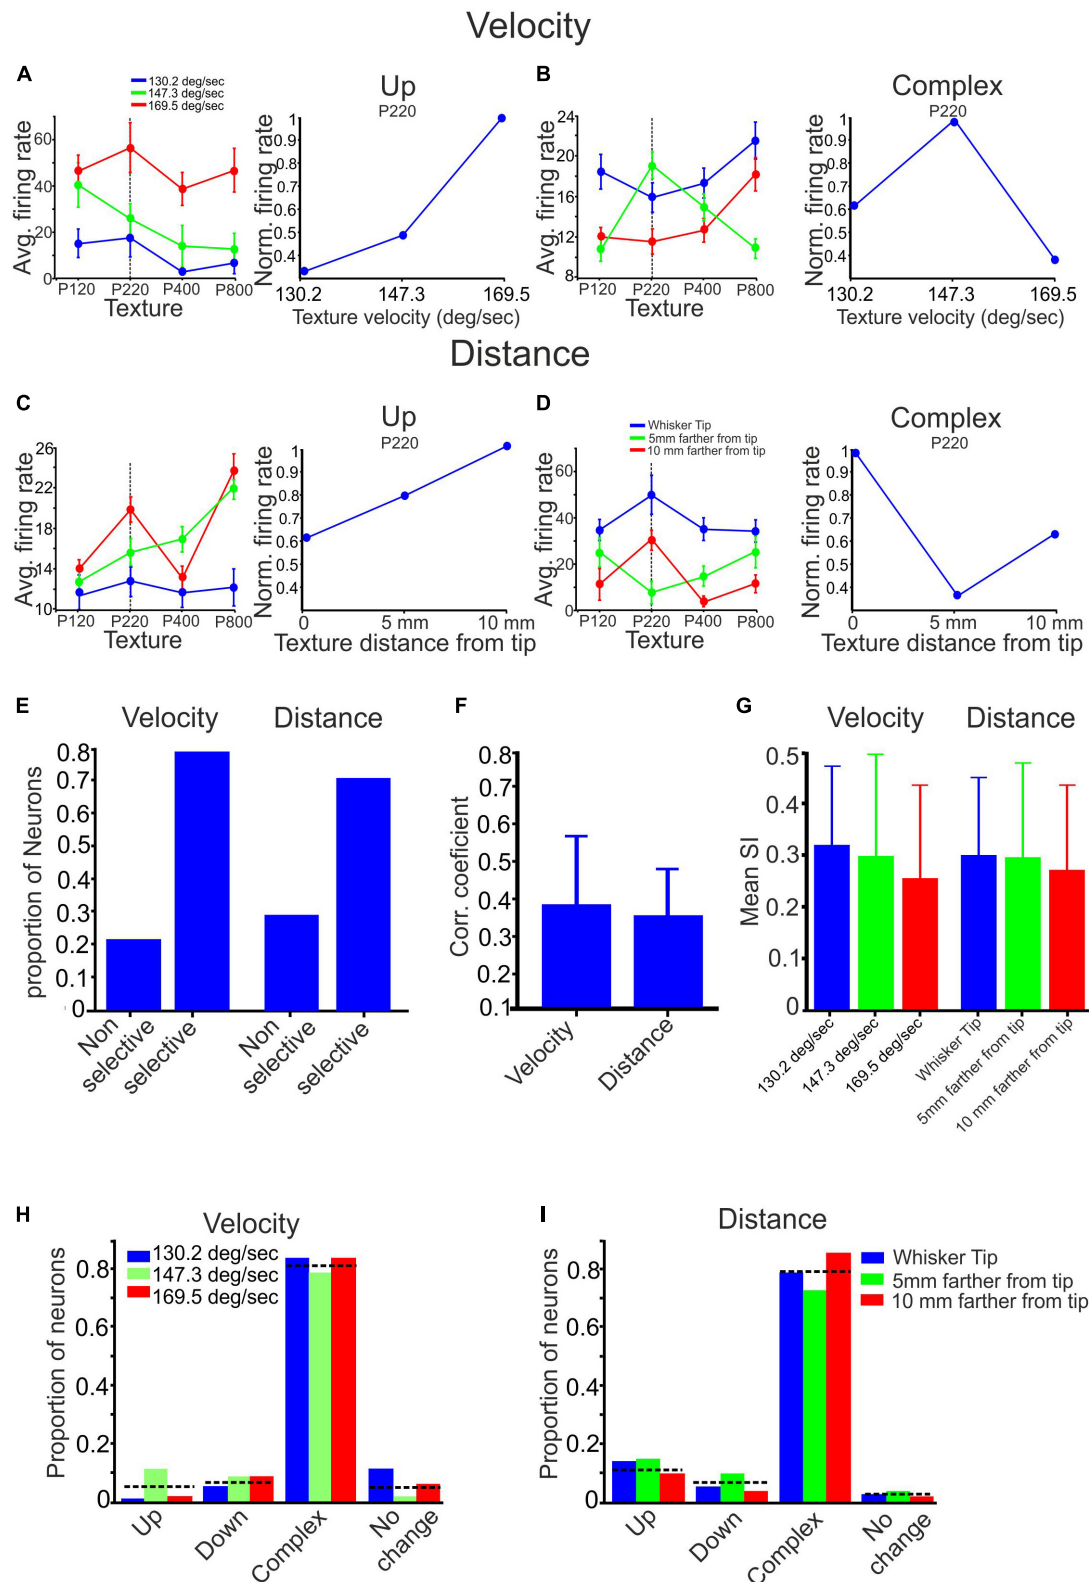 Velocity
A
130.2 deg/sec
147.3 deg/sec
169.5 deg/sec
Up
P220
B
Complex
P220
Avg. firing rate
60
40
20
0
P120 P220 P400 P800
Texture
Norm. firing rate
1
0.9
0.8
0.7
0.6
0.5
0.4
130.2 147.3 169.5
Texture velocity (deg/sec)
Avg. firing rate
24
20
16
12
8
P120 P220 P400 P800
Texture
Norm. firing rate
1
0.9
0.8
0.7
0.6
0.5
0.4
130.2 147.3 169.5
Texture velocity (deg/sec)
Distance
C
Up
P220
D
Whisker Tip
5mm farther from tip
10 mm farther from tip
Complex
P220
Avg. firing rate
26
22
18
14
10
P120 P220 P400 P800
Texture
Norm. firing rate
1
0.9
0.8
0.7
0.6
0.5
0.4
0 5 mm 10 mm
Texture distance from tip
Avg. firing rate
60
40
20
0
P120 P220 P400 P800
Texture
Norm. firing rate
1
0.9
0.8
0.7
0.6
0.5
0.4
0 5 mm 10 mm
Texture distance from tip
E
Velocity Distance
proportion of Neurons
0.8
0.7
0.6
0.5
0.4
0.3
0.2
0.1
0
Non
selective
selective
Non
selective
selective
F
Corr. coeficient
0.8
0.7
0.6
0.5
0.4
0.3
0.2
0.1
Velocity
Distance
G
Velocity Distance
Mean SI
0.5
0.4
0.3
0.2
0.1
0
130.2 deg/sec
147.3 deg/sec
169.5 deg/sec
Whisker Tip
5mm farther from tip
10 mm farther from tip
H
Velocity
130.2 deg/sec
147.3 deg/sec
169.5 deg/sec
Proportion of neurons
0.8
0.6
0.4
0.2
0
Up
Down
Complex
No
change
I
Distance
Whisker Tip
5mm farther from tip
10 mm farther from tip
Proportion of neurons
0.8
0.6
0.4
0.2
0
Up
Down
Complex
No
change